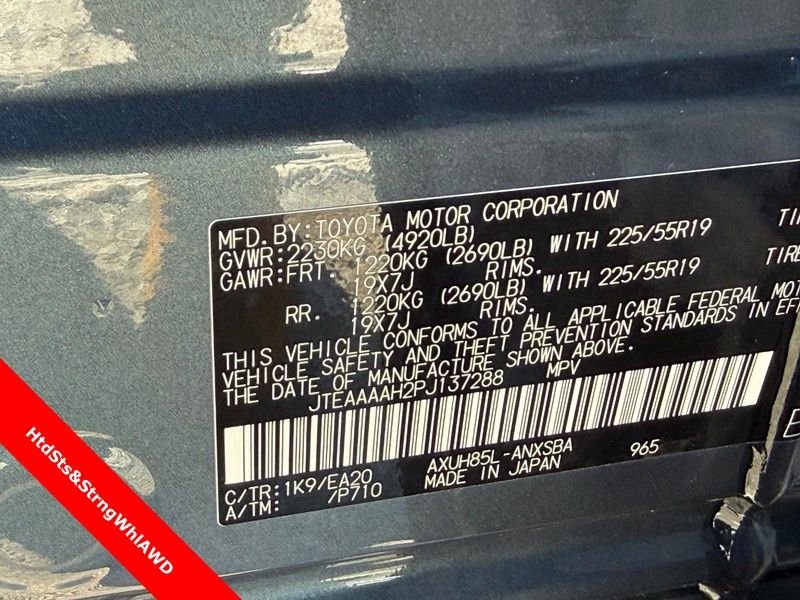 MFD.BY:TOYOTA MOTOR CORPORATION
GVWR:2230KG (4920LB)
GAWR:FRT. 1220KG (2690LB) WITH 225/55R19 TIR
19X7J RIMS.
RR. 1220KG (2690LB) WITH 225/55R19 TIRE
19X7J RIMS.
THIS VEHICLE CONFORMS TO ALL APPLICABLE FEDERAL MOT
VEHICLE SAFETY AND THEFT PREVENTION STANDARDS IN EF
THE DATE OF MANUFACTURE SHOWN ABOVE.
JTEAAAAH2PJ137288 MPV
C/TR:1K9/EA20 AXUH85L-ANXSBA 965
A/TM: /P710 MADE IN JAPAN
HtdSts&StrngWhlAWD